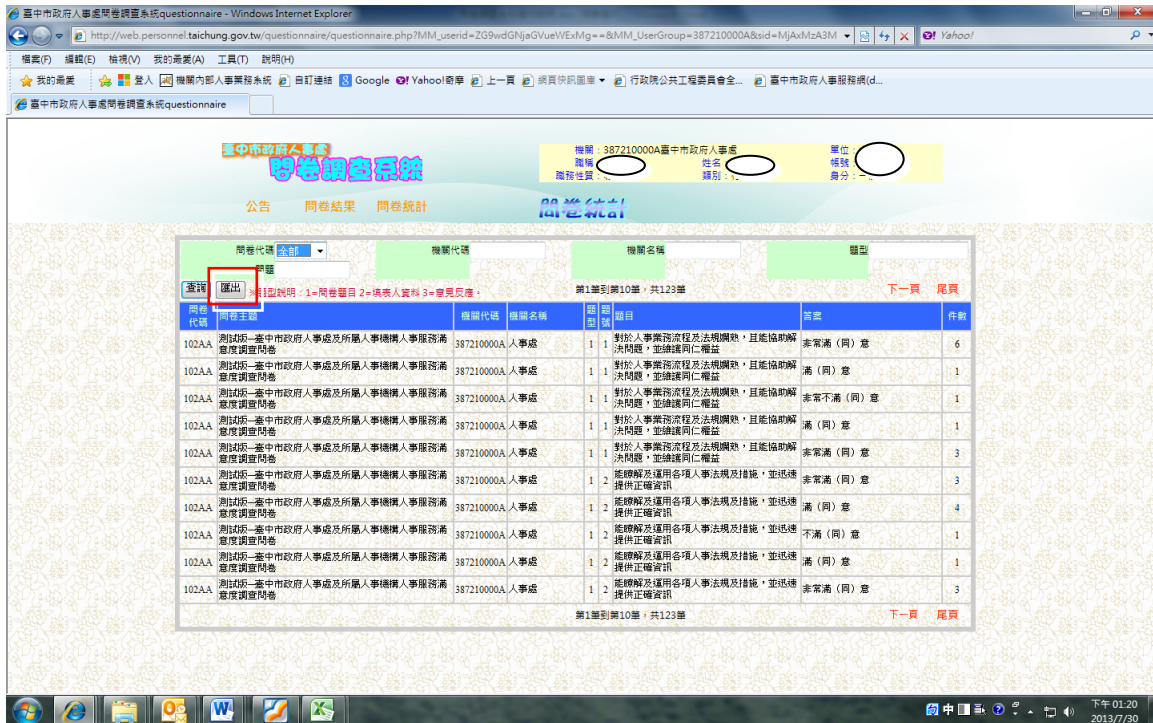 臺中市政府人事處問卷調查系統questionnaire - Windows Internet Explorer
http://web.personnel.taichung.gov.tw/questionnaire/questionnaire.php?MM_userid=ZG9wdGNjaGVueWExMg==&MM_UserGroup=387210000A&sid=MjAxMzA3M
Yahoo!
檔案(F) 編輯(E) 檢視(V) 我的最愛(A) 工具(T) 說明(H)
我的最愛 登入 機關內部人事業務系統 自訂連結 Google Yahoo!奇摩 上一頁 網頁快訊圖庫 行政院公共工程委員會全... 臺中市政府人事服務網(d...
臺中市政府人事處問卷調查系統questionnaire
臺中市政府人事處
問卷調查系統
機關：387210000A臺中市政府人事處 單位：
職稱 姓名 帳號：
職務性質： 類別： 身分：一
公告 問卷結果 問卷統計
問卷統計
問卷代碼 全部 機關代碼 機關名稱 題型
問題
查詢 匯出 ※題型說明：1=問卷題目 2=填表人資料 3=意見反應。 第1筆到第10筆，共123筆 下一頁 尾頁
問卷代碼 問卷主題 機關代碼 機關名稱 題型 題號 題目 答案 件數
102AA 測試版--臺中市政府人事處及所屬人事機構人事服務滿意度調查問卷 387210000A 人事處 1 1 對於人事業務流程及法規嫻熟，且能協助解決問題，並維護同仁權益 非常滿（同）意 6
102AA 測試版--臺中市政府人事處及所屬人事機構人事服務滿意度調查問卷 387210000A 人事處 1 1 對於人事業務流程及法規嫻熟，且能協助解決問題，並維護同仁權益 滿（同）意 1
102AA 測試版--臺中市政府人事處及所屬人事機構人事服務滿意度調查問卷 387210000A 人事處 1 1 對於人事業務流程及法規嫻熟，且能協助解決問題，並維護同仁權益 非常不滿（同）意 1
102AA 測試版--臺中市政府人事處及所屬人事機構人事服務滿意度調查問卷 387210000A 人事處 1 1 對於人事業務流程及法規嫻熟，且能協助解決問題，並維護同仁權益 滿（同）意 1
102AA 測試版--臺中市政府人事處及所屬人事機構人事服務滿意度調查問卷 387210000A 人事處 1 1 對於人事業務流程及法規嫻熟，且能協助解決問題，並維護同仁權益 非常滿（同）意 3
102AA 測試版--臺中市政府人事處及所屬人事機構人事服務滿意度調查問卷 387210000A 人事處 1 2 能瞭解及運用各項人事法規及措施，並迅速提供正確資訊 非常滿（同）意 3
102AA 測試版--臺中市政府人事處及所屬人事機構人事服務滿意度調查問卷 387210000A 人事處 1 2 能瞭解及運用各項人事法規及措施，並迅速提供正確資訊 滿（同）意 4
102AA 測試版--臺中市政府人事處及所屬人事機構人事服務滿意度調查問卷 387210000A 人事處 1 2 能瞭解及運用各項人事法規及措施，並迅速提供正確資訊 不滿（同）意 1
102AA 測試版--臺中市政府人事處及所屬人事機構人事服務滿意度調查問卷 387210000A 人事處 1 2 能瞭解及運用各項人事法規及措施，並迅速提供正確資訊 滿（同）意 1
102AA 測試版--臺中市政府人事處及所屬人事機構人事服務滿意度調查問卷 387210000A 人事處 1 2 能瞭解及運用各項人事法規及措施，並迅速提供正確資訊 非常滿（同）意 3
第1筆到第10筆，共123筆 下一頁 尾頁
中 下午 01:20
2013/7/30